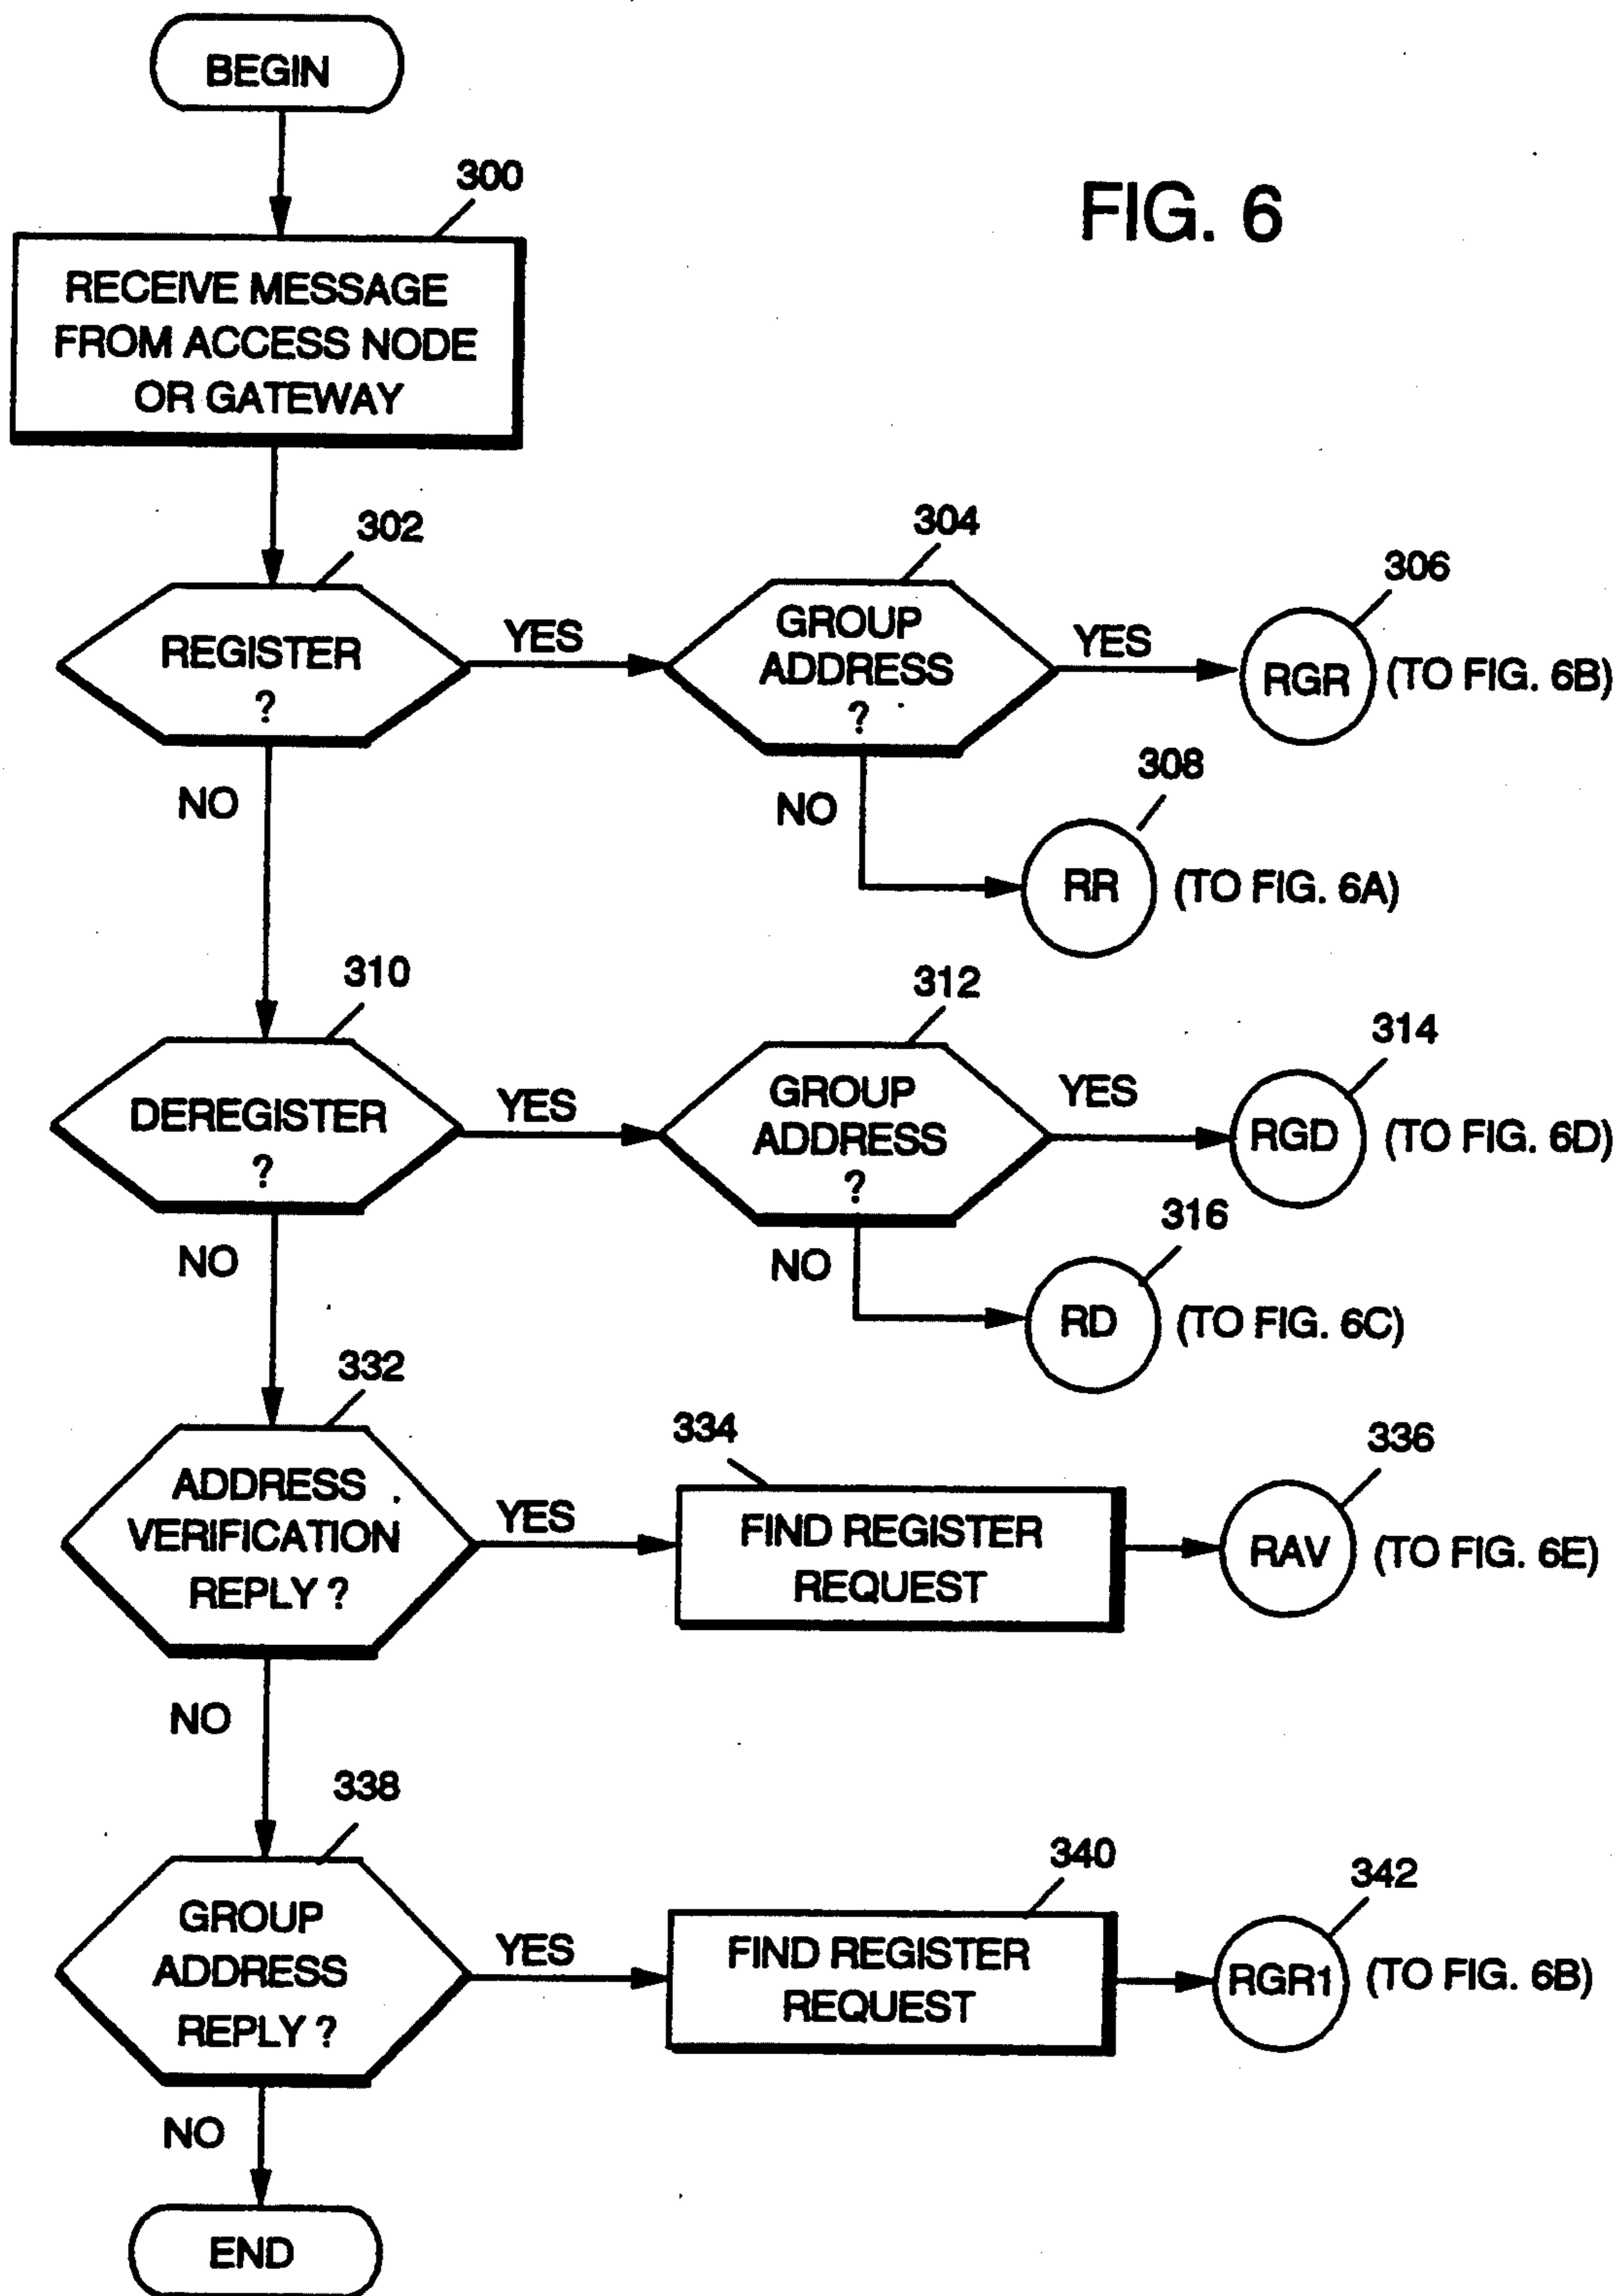 BEGIN
300
FIG. 6
RECEIVE MESSAGE
FROM ACCESS NODE
OR GATEWAY
302
304
306
REGISTER
?
YES
GROUP
ADDRESS
?
YES
RGR
(TO FIG. 6B)
NO
NO
308
RR
(TO FIG. 6A)
310
312
314
DEREGISTER
?
YES
GROUP
ADDRESS
?
YES
RGD
(TO FIG. 6D)
NO
NO
316
RD
(TO FIG. 6C)
332
334
336
ADDRESS
VERIFICATION
REPLY ?
YES
FIND REGISTER
REQUEST
RAV
(TO FIG. 6E)
NO
338
340
342
GROUP
ADDRESS
REPLY ?
YES
FIND REGISTER
REQUEST
RGR1
(TO FIG. 6B)
NO
END